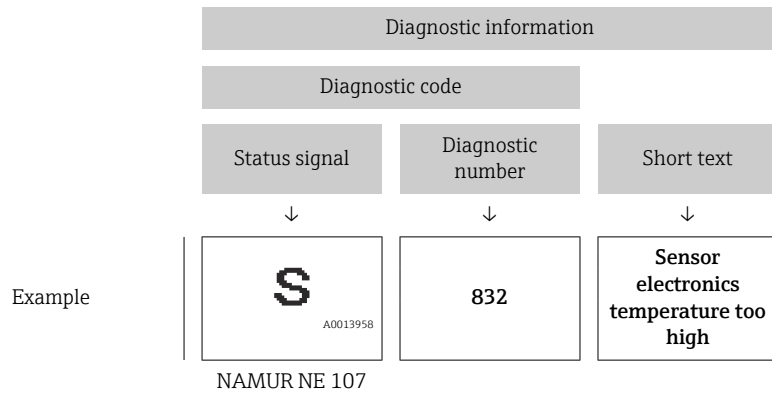 Diagnostic information
Diagnostic code
Status signal
Diagnostic
number
Short text
↓ ↓ ↓
Example
S
A0013958
832
Sensor
electronics
temperature too
high
NAMUR NE 107